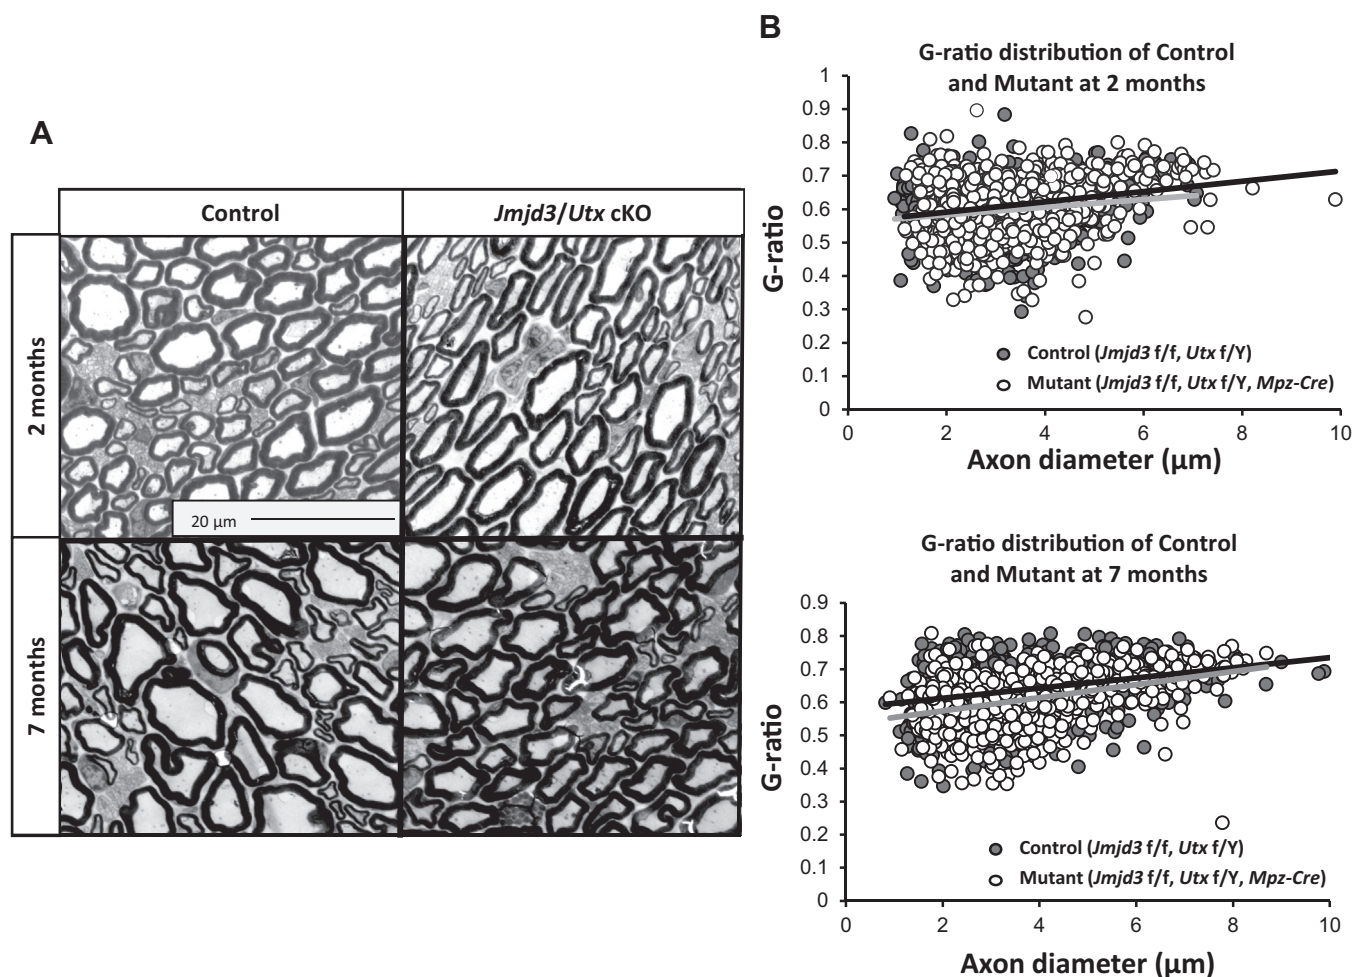 A
Control
Jmjd3/Utx cKO
2 months
20 µm
7 months
B
G-ratio distribution of Control
and Mutant at 2 months
1
0.9
0.8
0.7
0.6
0.5
0.4
0.3
0.2
0.1
0
G-ratio
Control (Jmjd3 f/f, Utx f/Y)
Mutant (Jmjd3 f/f, Utx f/Y, Mpz-Cre)
0 2 4 6 8 10
Axon diameter (µm)
G-ratio distribution of Control
and Mutant at 7 months
0.9
0.8
0.7
0.6
0.5
0.4
0.3
0.2
0.1
0
G-ratio
Control (Jmjd3 f/f, Utx f/Y)
Mutant (Jmjd3 f/f, Utx f/Y, Mpz-Cre)
0 2 4 6 8 10
Axon diameter (µm)